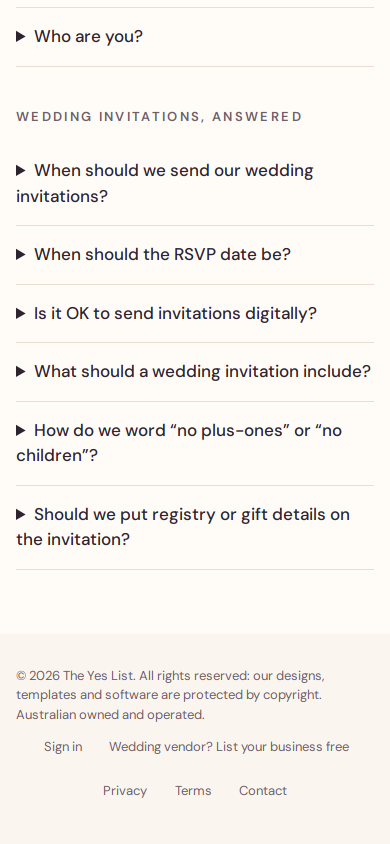 Who are you?
WEDDING INVITATIONS, ANSWERED
When should we send our wedding
invitations?
When should the RSVP date be?
Is it OK to send invitations digitally?
What should a wedding invitation include?
How do we word “no plus-ones” or “no
children”?
Should we put registry or gift details on
the invitation?
© 2026 The Yes List. All rights reserved: our designs,
templates and software are protected by copyright.
Australian owned and operated.
Sign in Wedding vendor? List your business free
Privacy Terms Contact